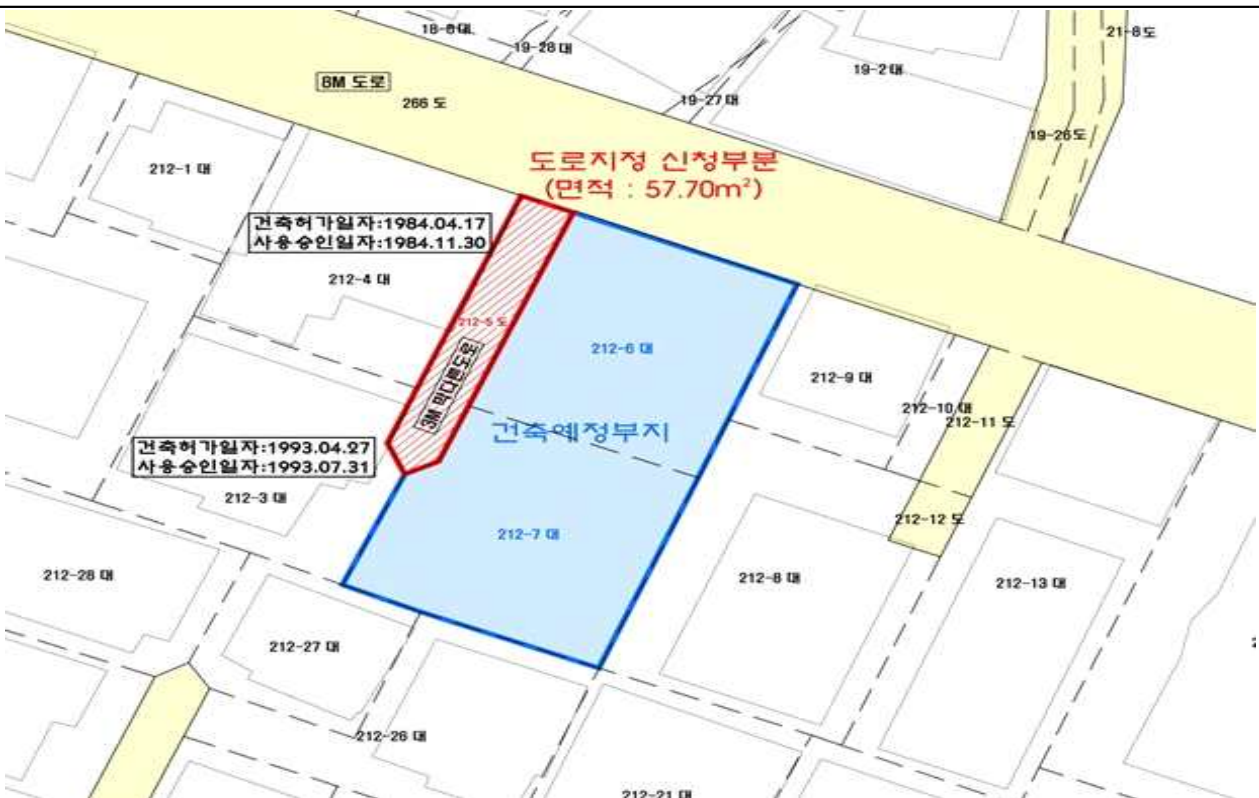 18-8대
19-28대
21-8도
8M 도로
266 도
19-2대
19-27대
19-26도
도로지정 신청부분
(면적 : 57.70m²)
212-1 대
건축허가일자:1984.04.17
사용승인일자:1984.11.30
212-4 대
212-5 도
3M 막다른도로
212-6 대
212-9 대
212-10 대
212-11 도
건축예정부지
건축허가일자:1993.04.27
사용승인일자:1993.07.31
212-3 대
212-12 도
212-7 대
212-28 대
212-8 대
212-13 대
212-27 대
212-26 대
212-21 대